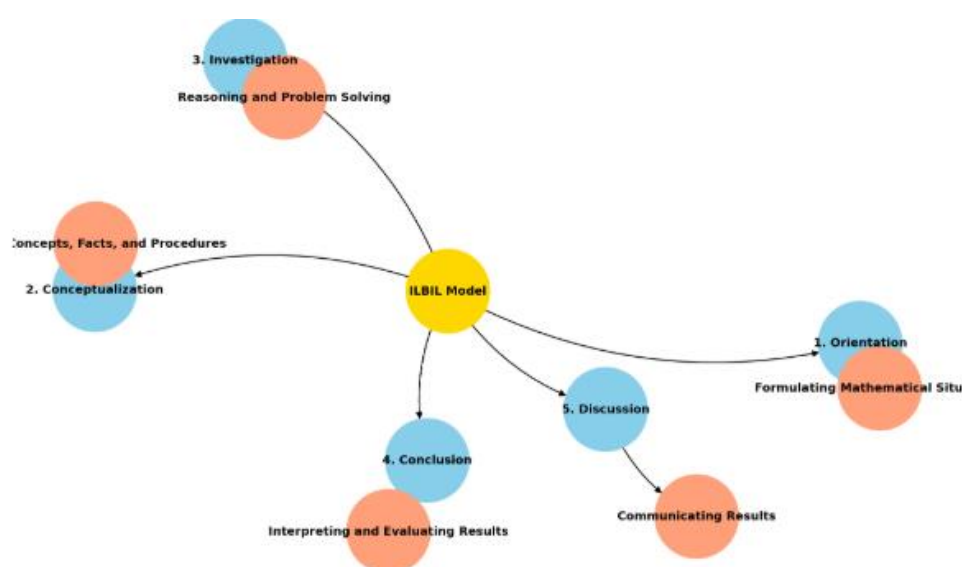 3. Investigation
Reasoning and Problem Solving
Concepts, Facts, and Procedures
2. Conceptualization
ILBiL Model
1. Orientation
Formulating Mathematical Situ
5. Discussion
4. Conclusion
Communicating Results
Interpreting and Evaluating Results